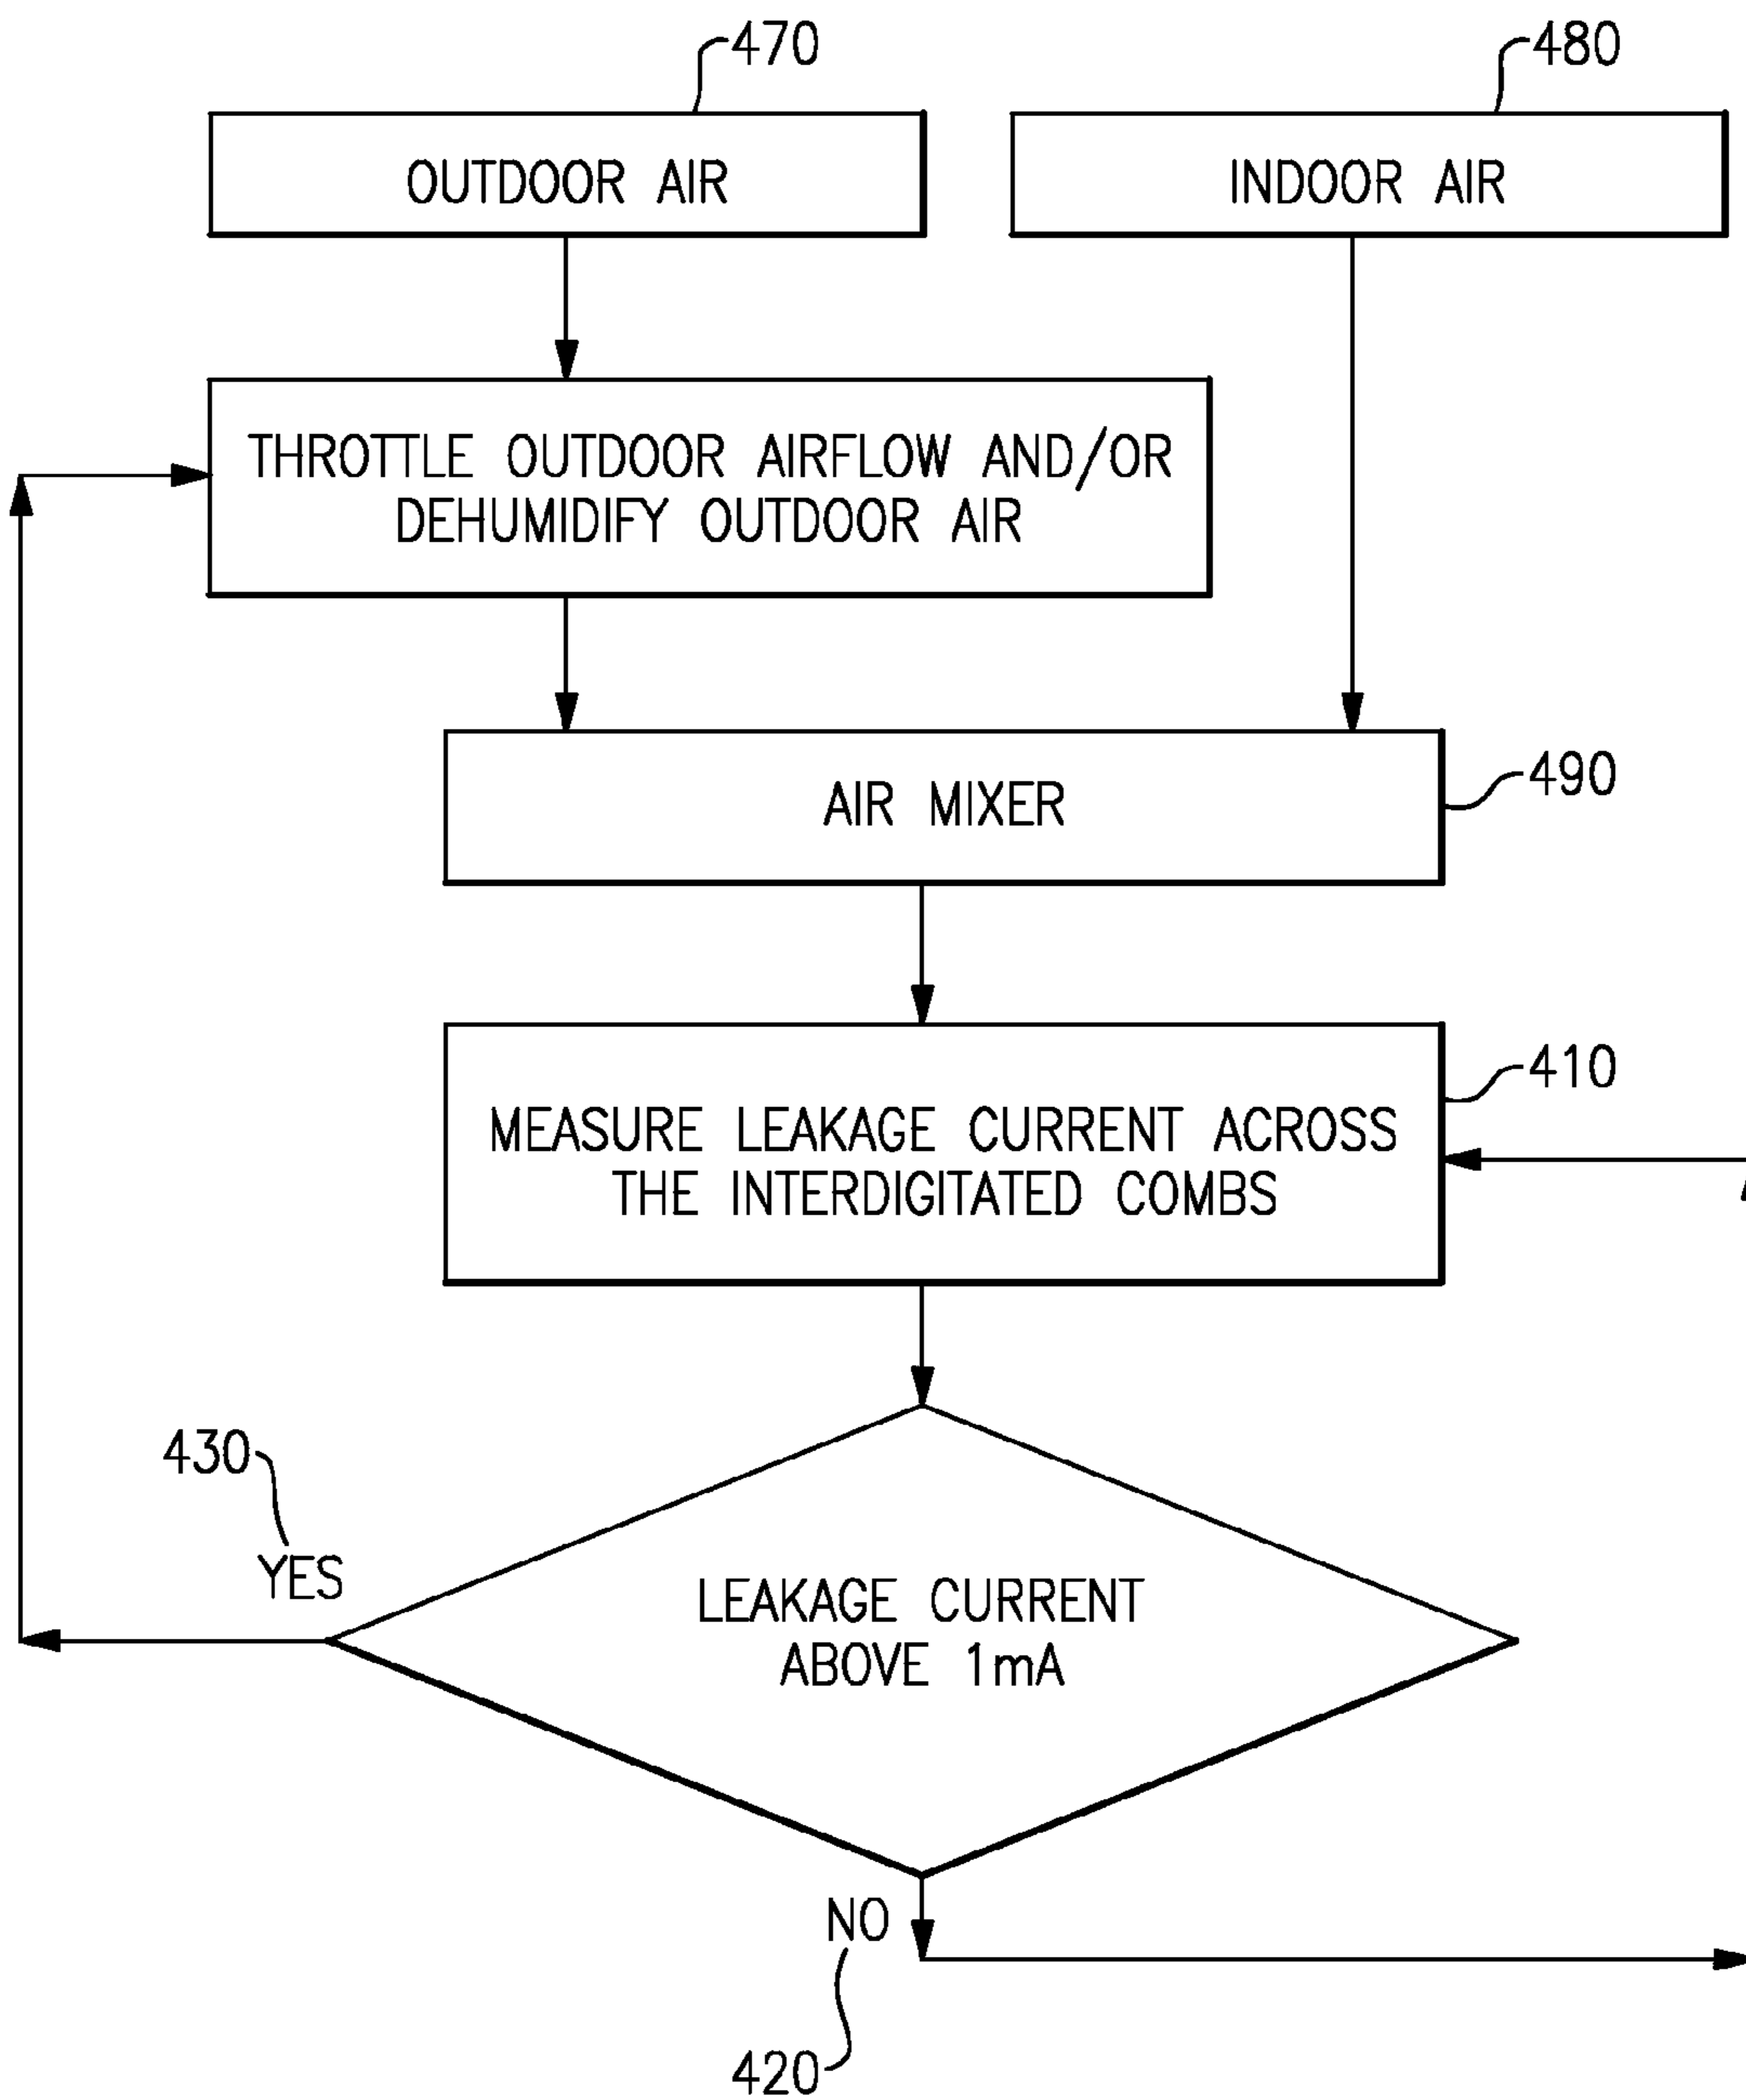 470
480
OUTDOOR AIR
INDOOR AIR
THROTTLE OUTDOOR AIRFLOW AND/OR
DEHUMIDIFY OUTDOOR AIR
AIR MIXER
490
410
MEASURE LEAKAGE CURRENT ACROSS
THE INTERDIGITATED COMBS
430
YES
LEAKAGE CURRENT
ABOVE 1mA
NO
420